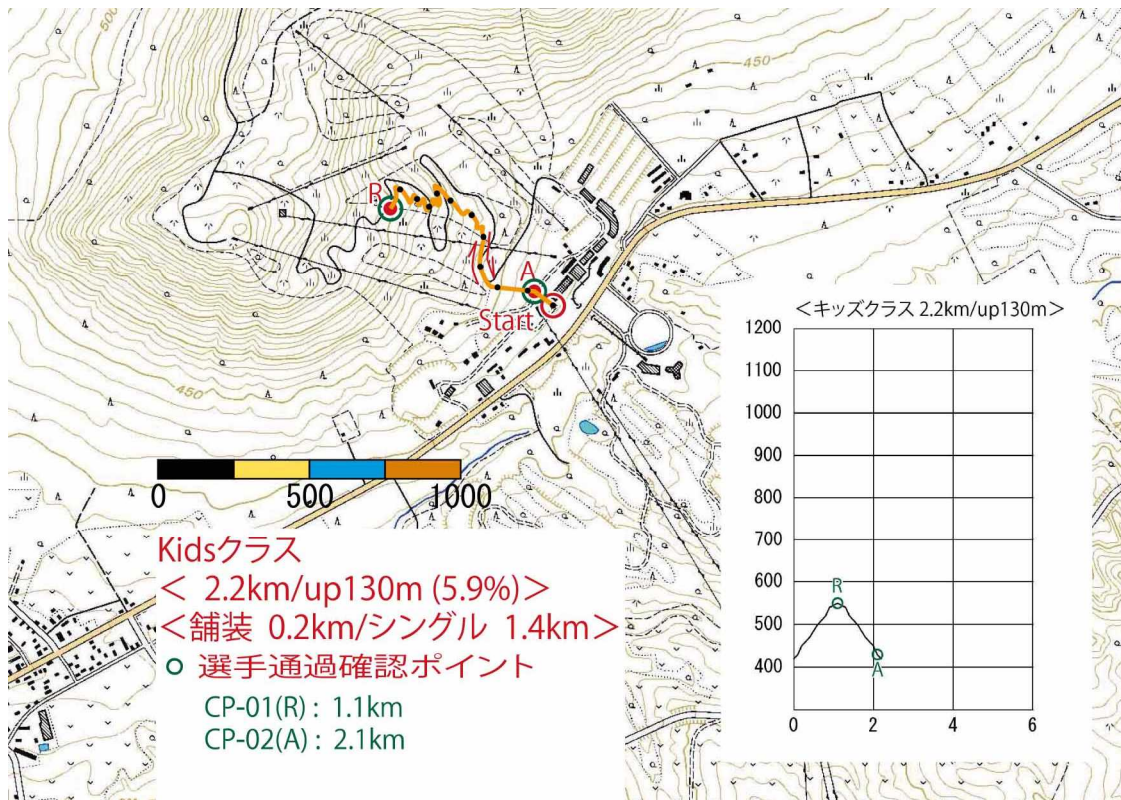 500
450
R
A
Start
450
0 500 1000
Kidsクラス
< 2.2km/up130m (5.9%)>
<舗装 0.2km/シングル 1.4km>
選手通過確認ポイント
CP-01(R) : 1.1km
CP-02(A) : 2.1km
<キッズクラス 2.2km/up130m>
1200
1100
1000
900
800
700
600
500
400
R
A
0 2 4 6